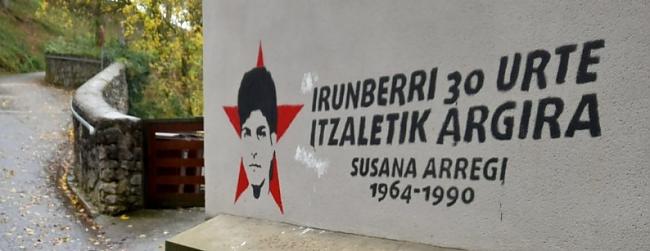 IRUNBERRI 30 URTE
ITZALETIK ARGIRA
SUSANA ARREGI
1964-1990